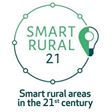 SMART
RURAL
21
Smart rural areas
in the 21st century